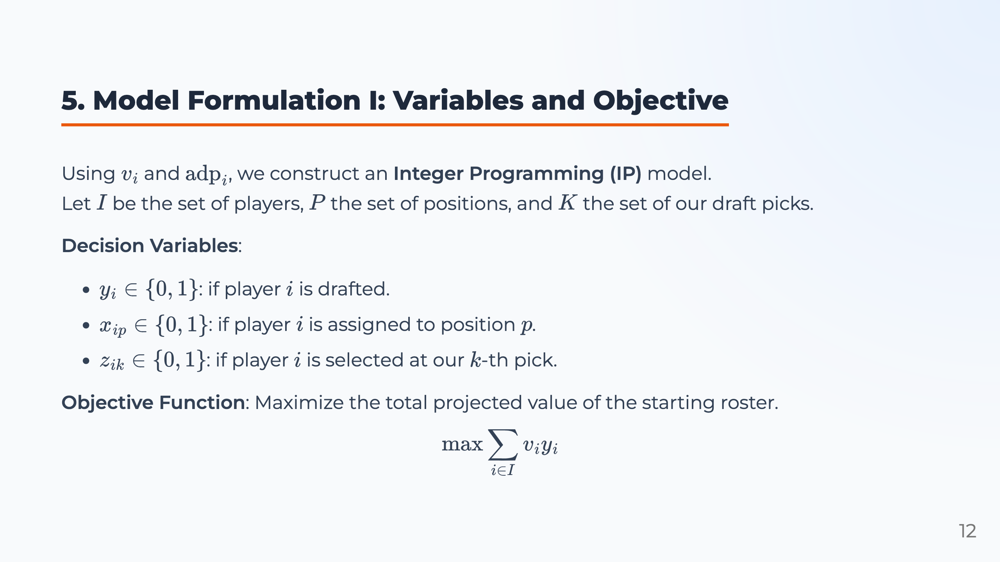 5. Model Formulation I: Variables and Objective
Using $v_i$ and $\text{adp}_i$, we construct an Integer Programming (IP) model.
Let $I$ be the set of players, $P$ the set of positions, and $K$ the set of our draft picks.
Decision Variables:
• $y_i \in \{0, 1\}$: if player $i$ is drafted.
• $x_{ip} \in \{0, 1\}$: if player $i$ is assigned to position $p$.
• $z_{ik} \in \{0, 1\}$: if player $i$ is selected at our $k$-th pick.
Objective Function: Maximize the total projected value of the starting roster.
$\max \sum_{i \in I} v_i y_i$
12